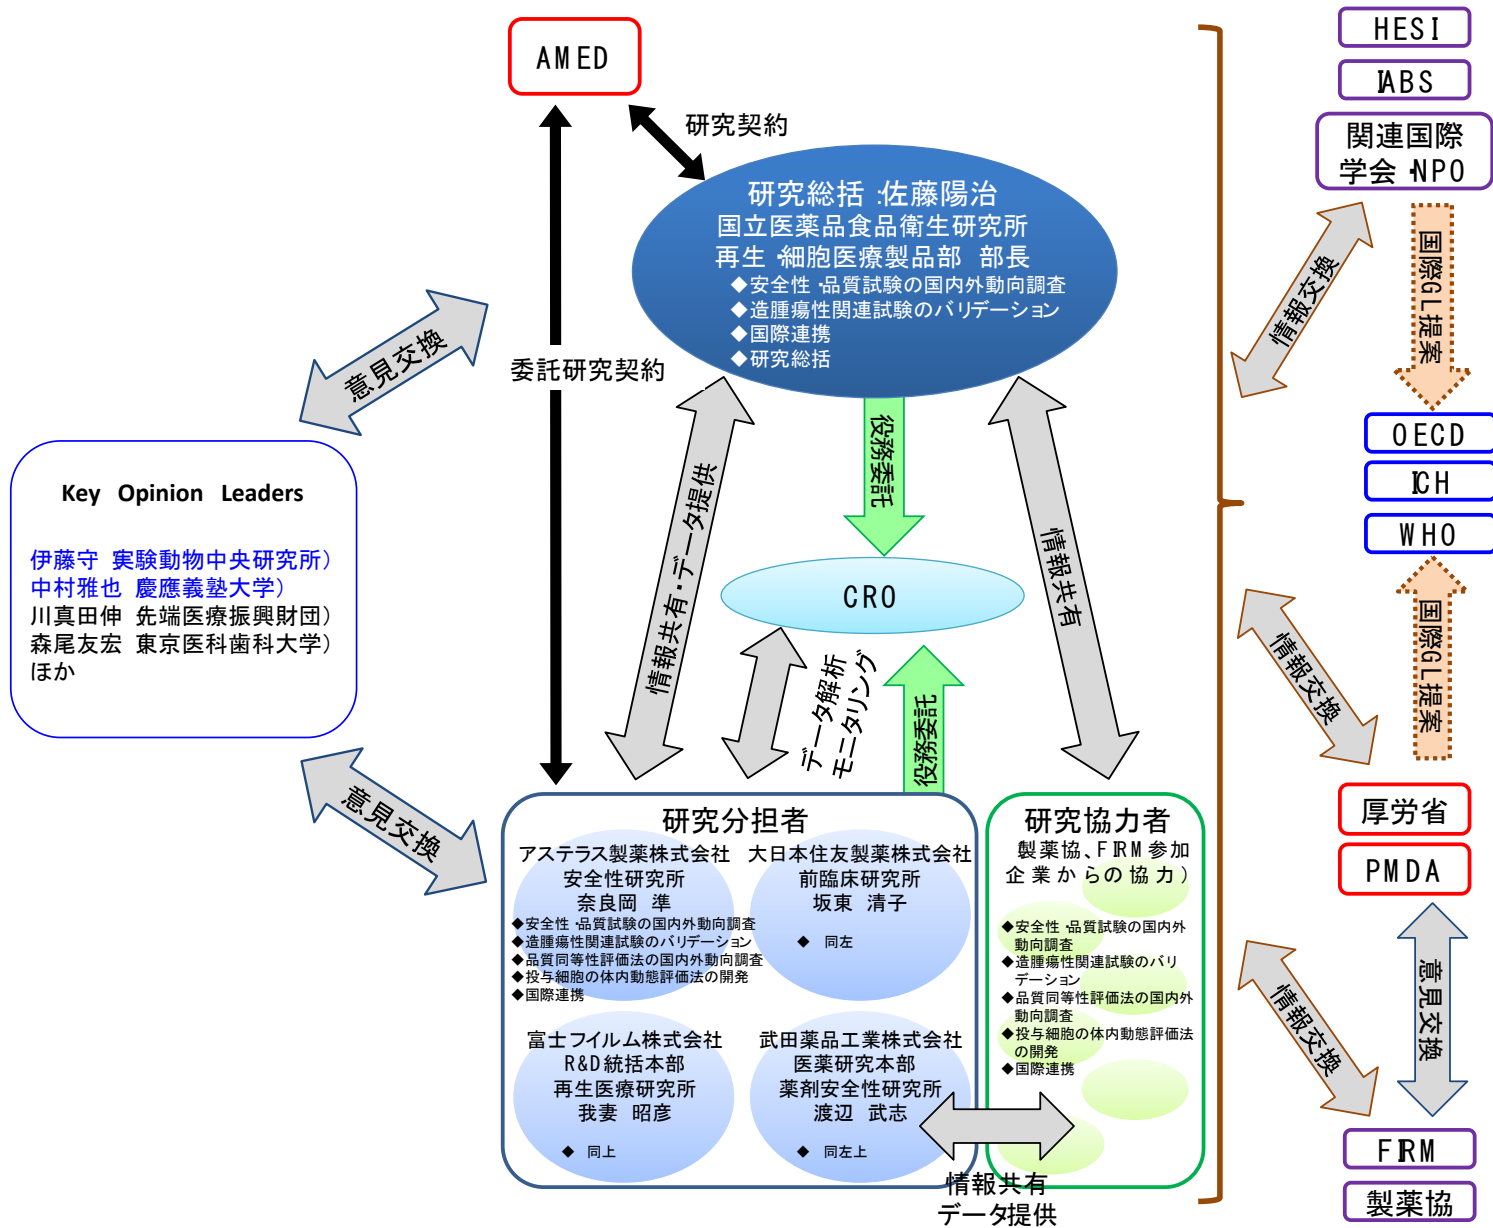 AMED
研究契約
研究総括:佐藤陽治
国立医薬品食品衛生研究所
再生・細胞医療製品部 部長
◆安全性・品質試験の国内外動向調査
◆造腫瘍性関連試験のバリデーション
◆国際連携
◆研究総括
委託研究契約
意見交換
Key Opinion Leaders
伊藤守 実験動物中央研究所)
中村雅也 慶應義塾大学)
川真田伸 先端医療振興財団)
森尾友宏 東京医科歯科大学)
ほか
意見交換
情報共有・データ提供
役務委託
CRO
データ解析
モニタリング
役務委託
情報共有
研究分担者
アステラス製薬株式会社
安全性研究所
奈良岡 準
◆安全性・品質試験の国内外動向調査
◆造腫瘍性関連試験のバリデーション
◆品質同等性評価法の国内外動向調査
◆投与細胞の体内動態評価法の開発
◆国際連携
大日本住友製薬株式会社
前臨床研究所
坂東 清子
◆ 同左
富士フイルム株式会社
R&D統括本部
再生医療研究所
我妻 昭彦
◆ 同上
武田薬品工業株式会社
医薬研究本部
薬剤安全性研究所
渡辺 武志
◆ 同左上
研究協力者
製薬協、FIRM参加
企業からの協力)
◆安全性・品質試験の国内外
動向調査
◆造腫瘍性関連試験のバリ
デーション
◆品質同等性評価法の国内外
動向調査
◆投与細胞の体内動態評価法
の開発
◆国際連携
情報共有
データ提供
HESI
IABS
関連国際
学会・NPO
情報交換
国際GL提案
OECD
ICH
WHO
情報交換
国際GL提案
厚労省
PMDA
情報交換
意見交換
FIRM
製薬協